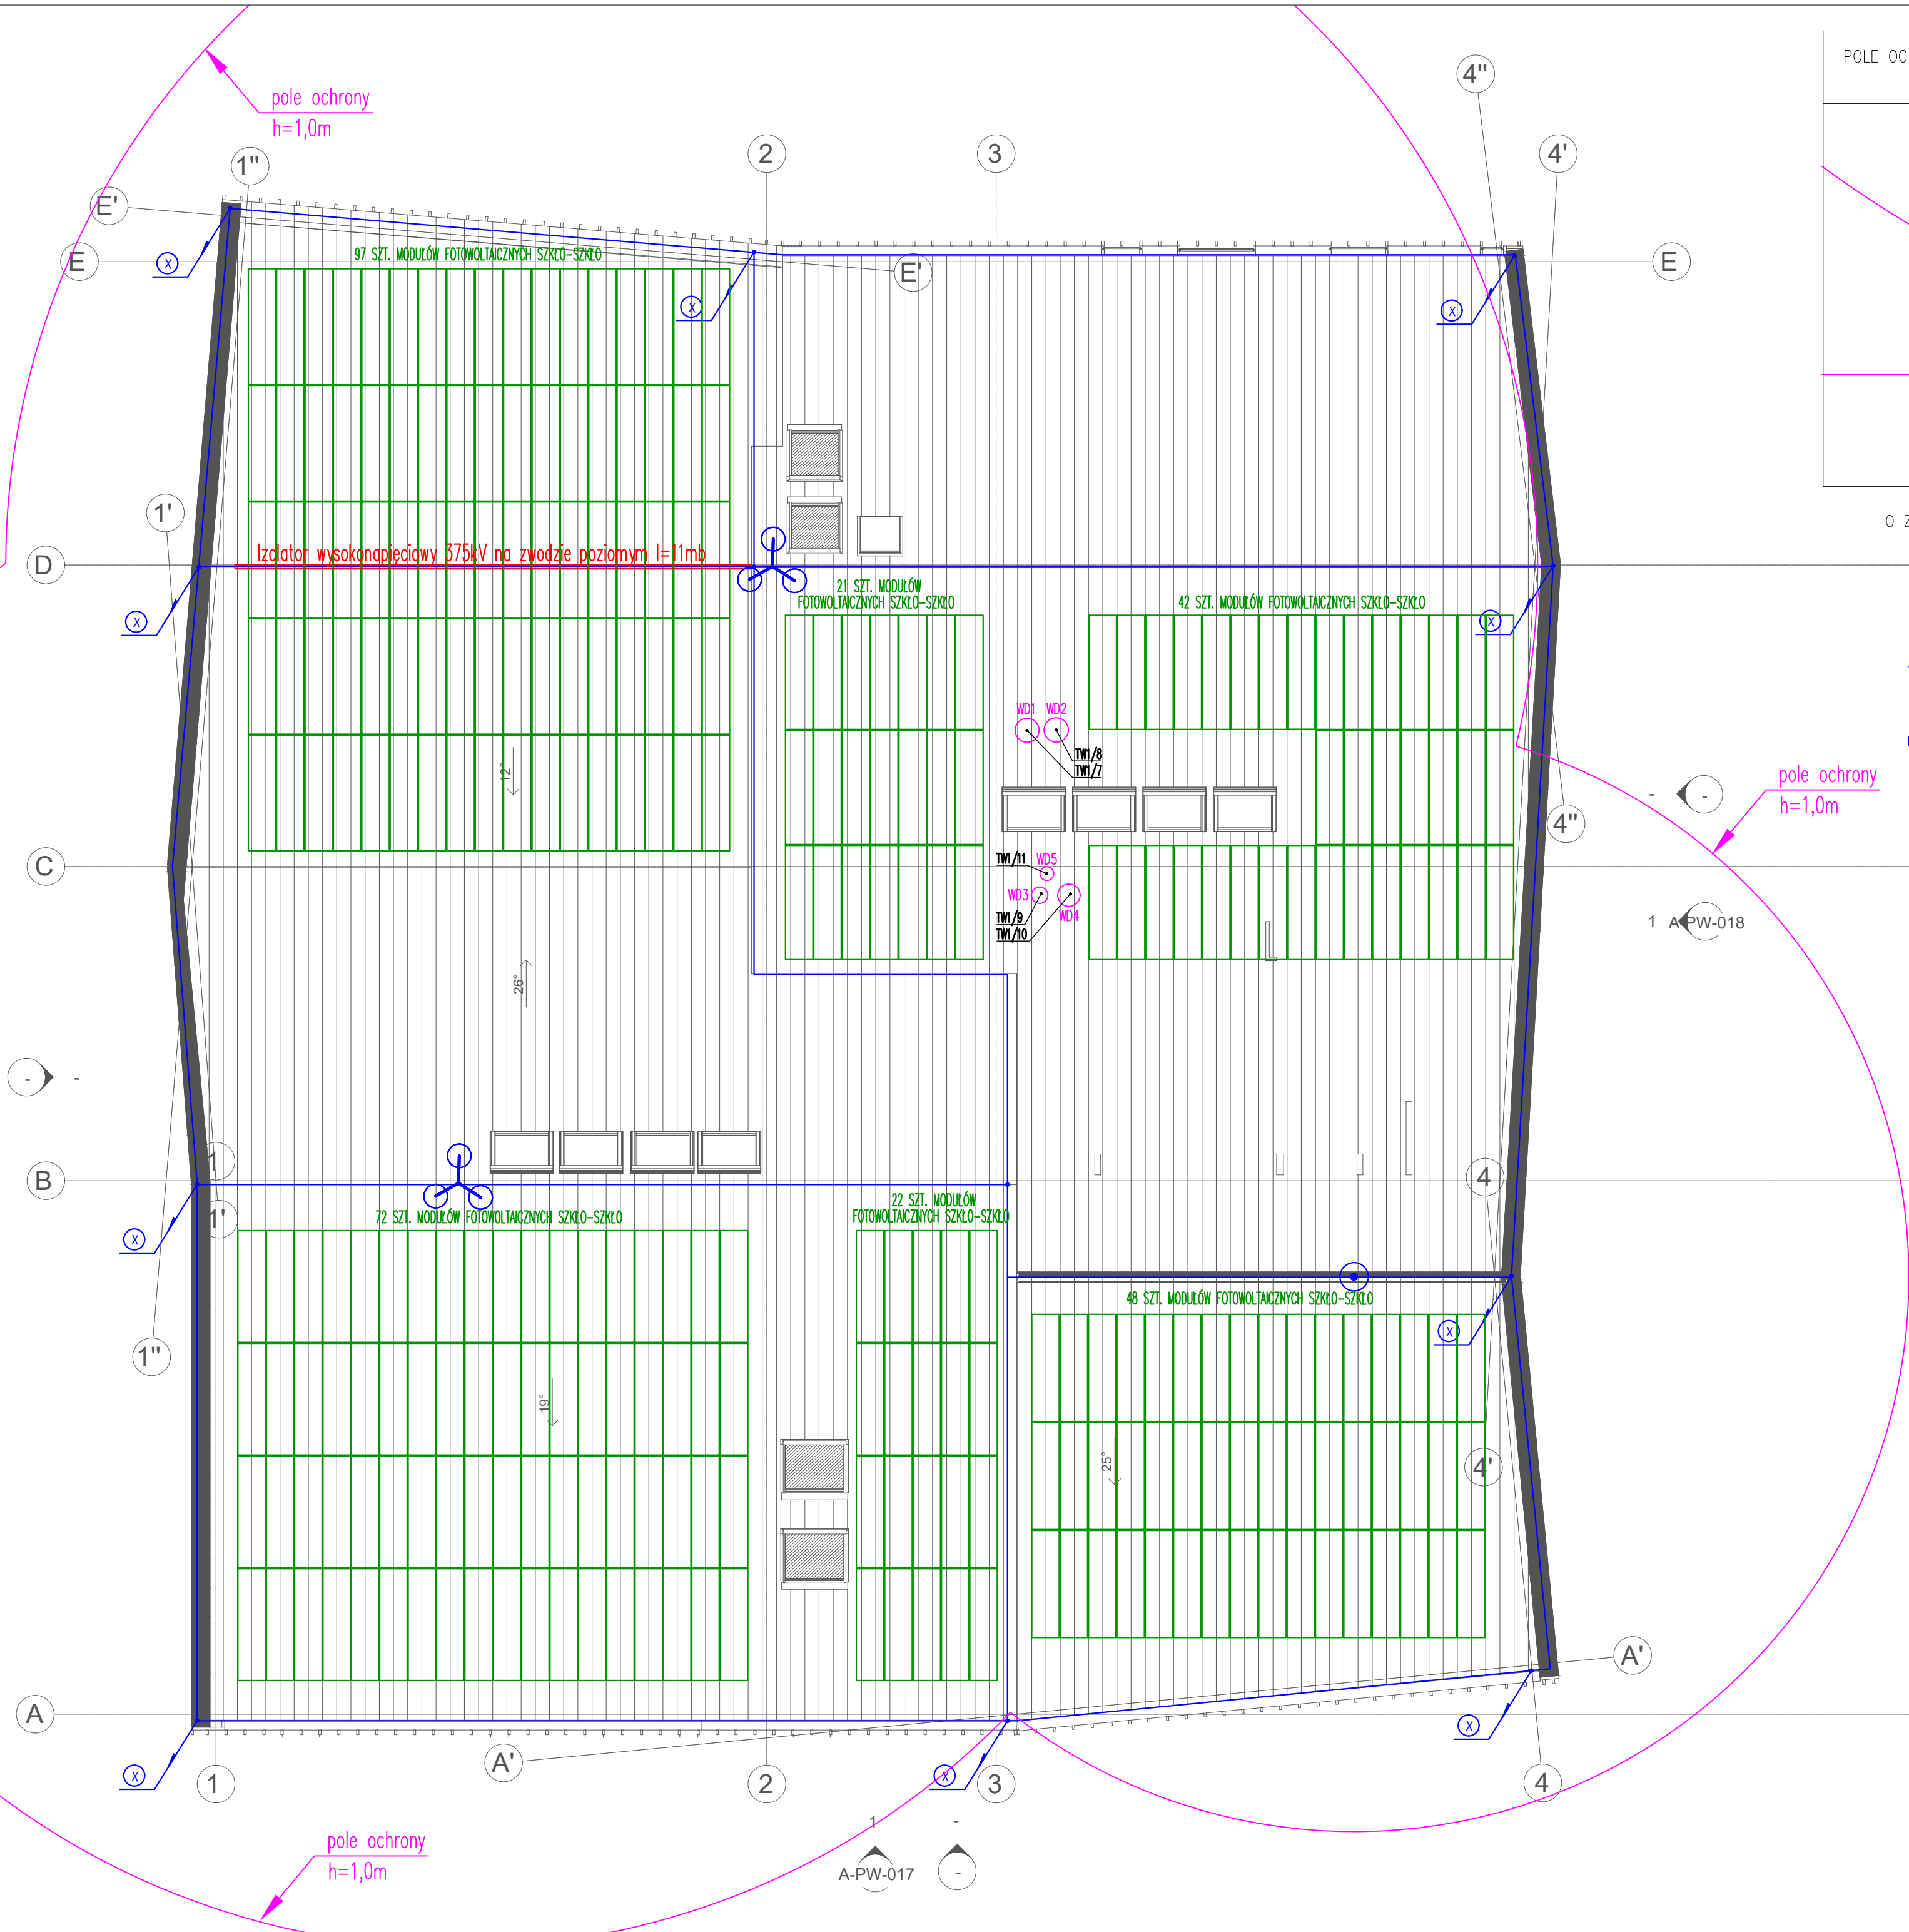 POLE OC
4"
pole ochrony
h=1,0m
2
3
4'
1"
E'
E
97 SZT. MODUŁÓW FOTOWOLTAICZNYCH SZKŁO-SZKŁO
E'
E
X
X
X
1'
O
D
Izolator wysokonapięciowy 375kV na zwodzie poziomym l=11mb
21 SZT. MODUŁÓW
FOTOWOLTAICZNYCH SZKŁO-SZKŁO
42 SZT. MODUŁÓW FOTOWOLTAICZNYCH SZKŁO-SZKŁO
X
X
WD1 WD2
TW1/8
TW1/7
12°
pole ochrony
h=1,0m
- -
4"
C
TW1/11 WD5
WD3 WD4
TW1/9
TW1/10
1 A-PW-018
26°
- -
1
B
4
22 SZT. MODUŁÓW
FOTOWOLTAICZNYCH SZKŁO-SZKŁO
72 SZT. MODUŁÓW FOTOWOLTAICZNYCH SZKŁO-SZKŁO
1'
X
48 SZT. MODUŁÓW FOTOWOLTAICZNYCH SZKŁO-SZKŁO
X
1"
19°
25°
4'
A'
A
X
A'
X
X
1
2
3
4
1
-
pole ochrony
h=1,0m
A-PW-017
-